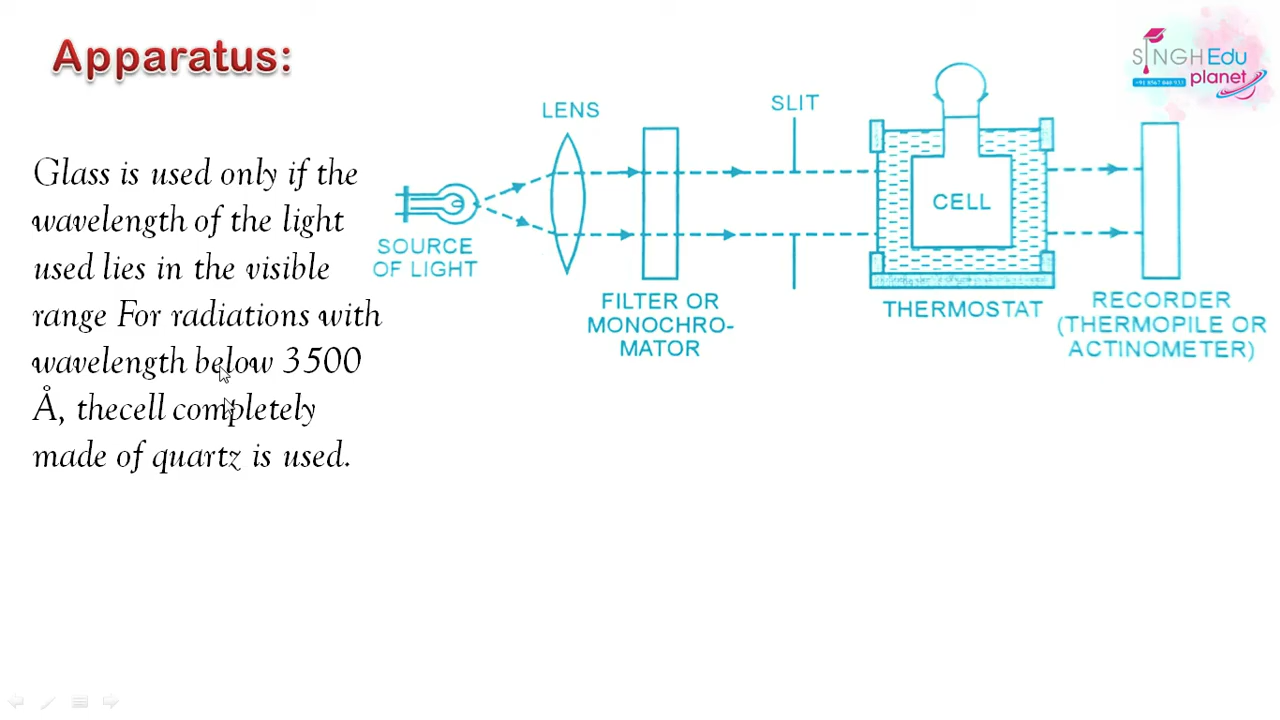 Apparatus:
SINGH Edu
planet
Glass is used only if the
wavelength of the light
used lies in the visible
range For radiations with
wavelength below 3500
Å, thecell completely
made of quartz is used.
LENS
SLIT
SOURCE
OF LIGHT
FILTER OR
MONOCHRO-
MATOR
CELL
THERMOSTAT
RECORDER
(THERMOPILE OR
ACTINOMETER)